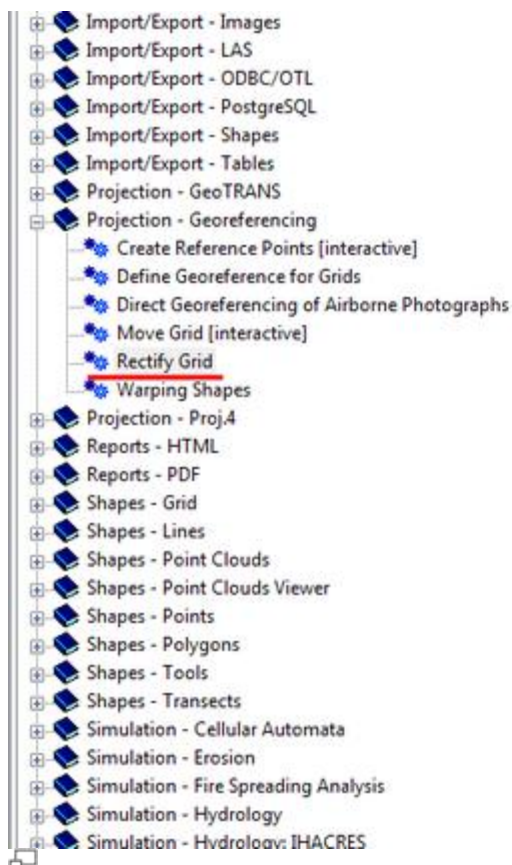 Import/Export - Images
Import/Export - LAS
Import/Export - ODBC/OTL
Import/Export - PostgreSQL
Import/Export - Shapes
Import/Export - Tables
Projection - GeoTRANS
Projection - Georeferencing
Create Reference Points [interactive]
Define Georeference for Grids
Direct Georeferencing of Airborne Photographs
Move Grid [interactive]
Rectify Grid
Warping Shapes
Projection - Proj.4
Reports - HTML
Reports - PDF
Shapes - Grid
Shapes - Lines
Shapes - Point Clouds
Shapes - Point Clouds Viewer
Shapes - Points
Shapes - Polygons
Shapes - Tools
Shapes - Transects
Simulation - Cellular Automata
Simulation - Erosion
Simulation - Fire Spreading Analysis
Simulation - Hydrology
Simulation - Hydrology: IHACRES